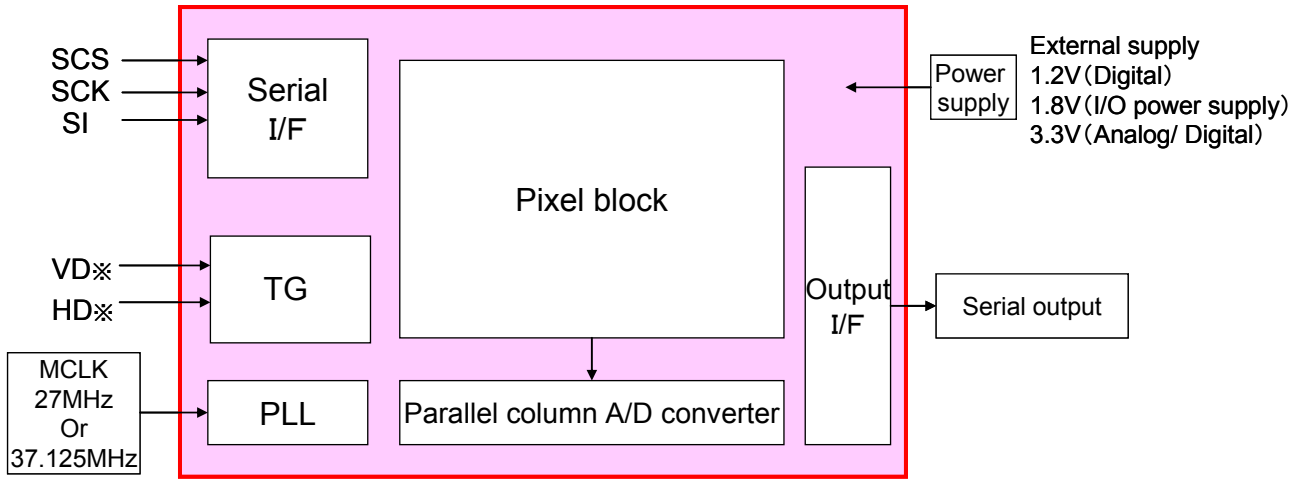 SCS
SCK
SI
Serial
I/F
Pixel block
Power
supply
External supply
1.2V(Digital)
1.8V(I/O power supply)
3.3V(Analog/ Digital)
VD※
HD※
TG
Output
I/F
Serial output
MCLK
27MHz
Or
37.125MHz
PLL
Parallel column A/D converter